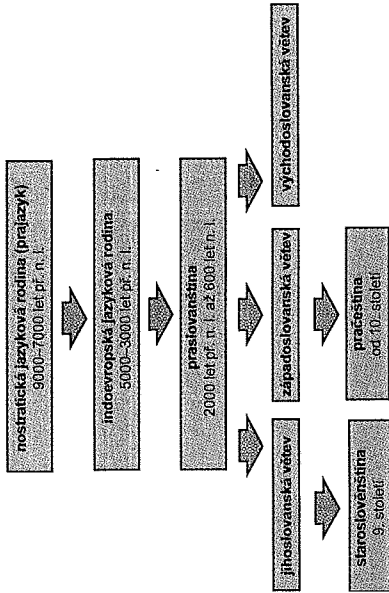 nostratická jazyková rodina (prajazyk)
9000–7000 let př. n. l.
indoevropská jazyková rodina
5000–3000 let př. n. l.
praslovanština
2000 let př. n. l. až 600 let n. l.
jihoslovanská větev
západoslovanská větev
východoslovanská větev
staroslověnština
9. století
pračeština
od 10. století